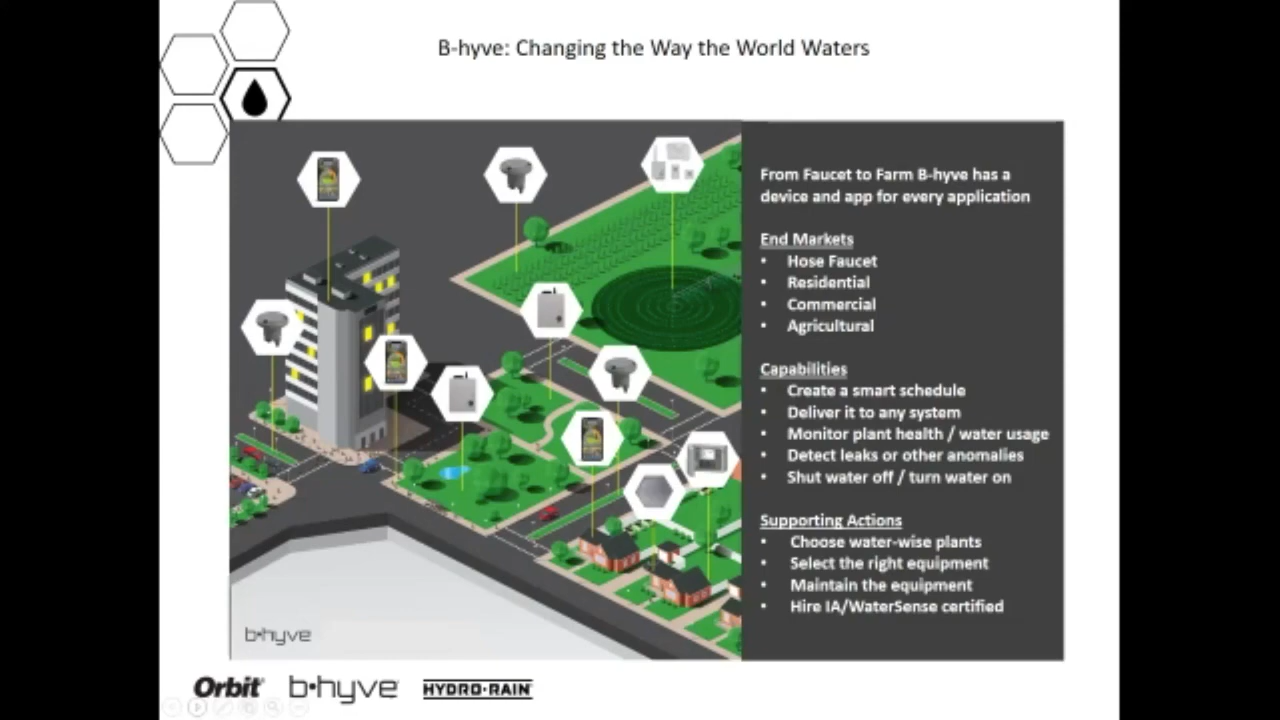 B-hyve: Changing the Way the World Waters
From Faucet to Farm B-hyve has a
device and app for every application
End Markets
• Hose Faucet
• Residential
• Commercial
• Agricultural
Capabilities
• Create a smart schedule
• Deliver it to any system
• Monitor plant health / water usage
• Detect leaks or other anomalies
• Shut water off / turn water on
Supporting Actions
• Choose water-wise plants
• Select the right equipment
• Maintain the equipment
• Hire IA/WaterSense certified
b•hyve
Orbit b•hyve HYDRO•RAIN